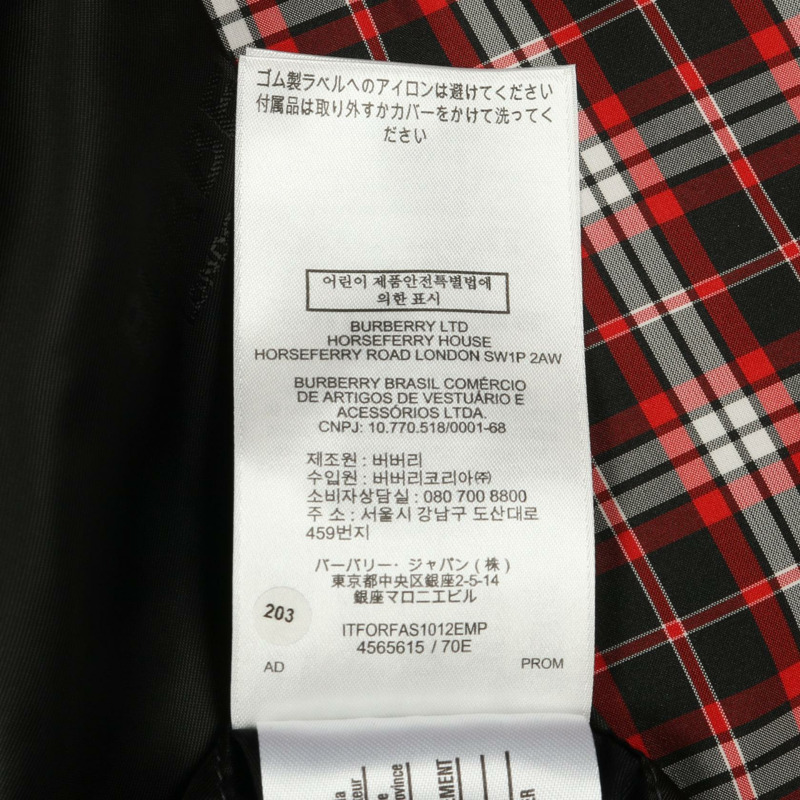 ゴム製ラベルへのアイロンは避けてください
付属品は取り外すかカバーをかけて洗ってく
ださい
어린이 제품안전특별법에
의한 표시
BURBERRY LTD
HORSEFERRY HOUSE
HORSEFERRY ROAD LONDON SW1P 2AW
BURBERRY BRASIL COMÉRCIO
DE ARTIGOS DE VESTUÁRIO E
ACESSÓRIOS LTDA.
CNPJ: 10.770.518/0001-68
제조원 : 버버리
수입원 : 버버리코리아㈜
소비자상담실 : 080 700 8800
주 소 : 서울시 강남구 도산대로
459번지
バーバリー・ジャパン（株）
東京都中央区銀座2-5-14
銀座マロニエビル
203
ITFORFAS1012EMP
4565615 / 70E
AD
PROM